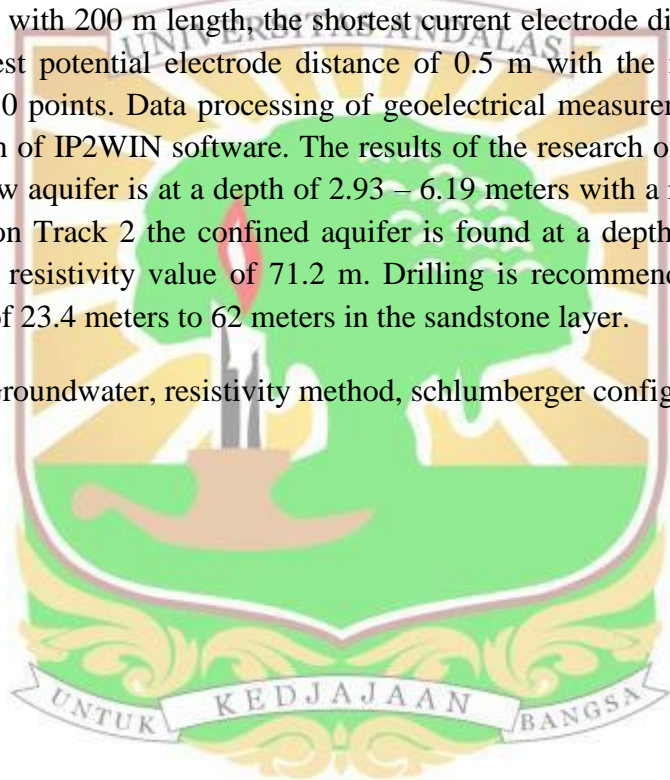 with 200 m length, the shortest current electrode di
est potential electrode distance of 0.5 m with the
0 points. Data processing of geoelectrical measurer
n of IP2WIN software. The results of the research o
w aquifer is at a depth of 2.93 – 6.19 meters with a
on Track 2 the confined aquifer is found at a depth
resistivity value of 71.2 m. Drilling is recommend
of 23.4 meters to 62 meters in the sandstone layer.
Groundwater, resistivity method, schlumberger config
UNIVERSITAS ANDALAS
UNTUK KEDJAJAAN BANGSA